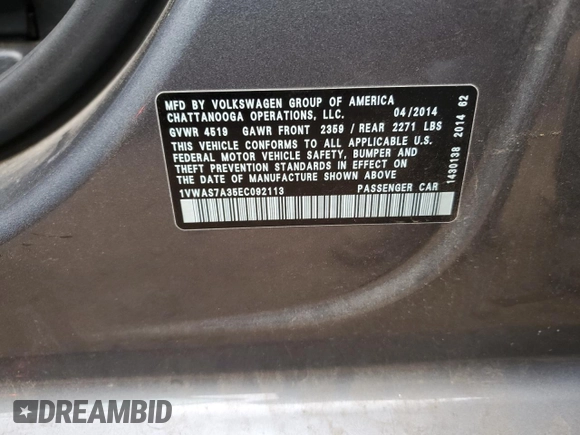 MFD BY VOLKSWAGEN GROUP OF AMERICA
CHATTANOOGA OPERATIONS, LLC. 04/2014
GVWR 4519 GAWR FRONT 2359 / REAR 2271 LBS
THIS VEHICLE CONFORMS TO ALL APPLICABLE U.S.
FEDERAL MOTOR VEHICLE SAFETY, BUMPER AND
THEFT PREVENTION STANDARDS IN EFFECT ON
THE DATE OF MANUFACTURE SHOWN ABOVE
1VWAS7A35EC092113 PASSENGER CAR
1430138 2014 62
DREAMBID